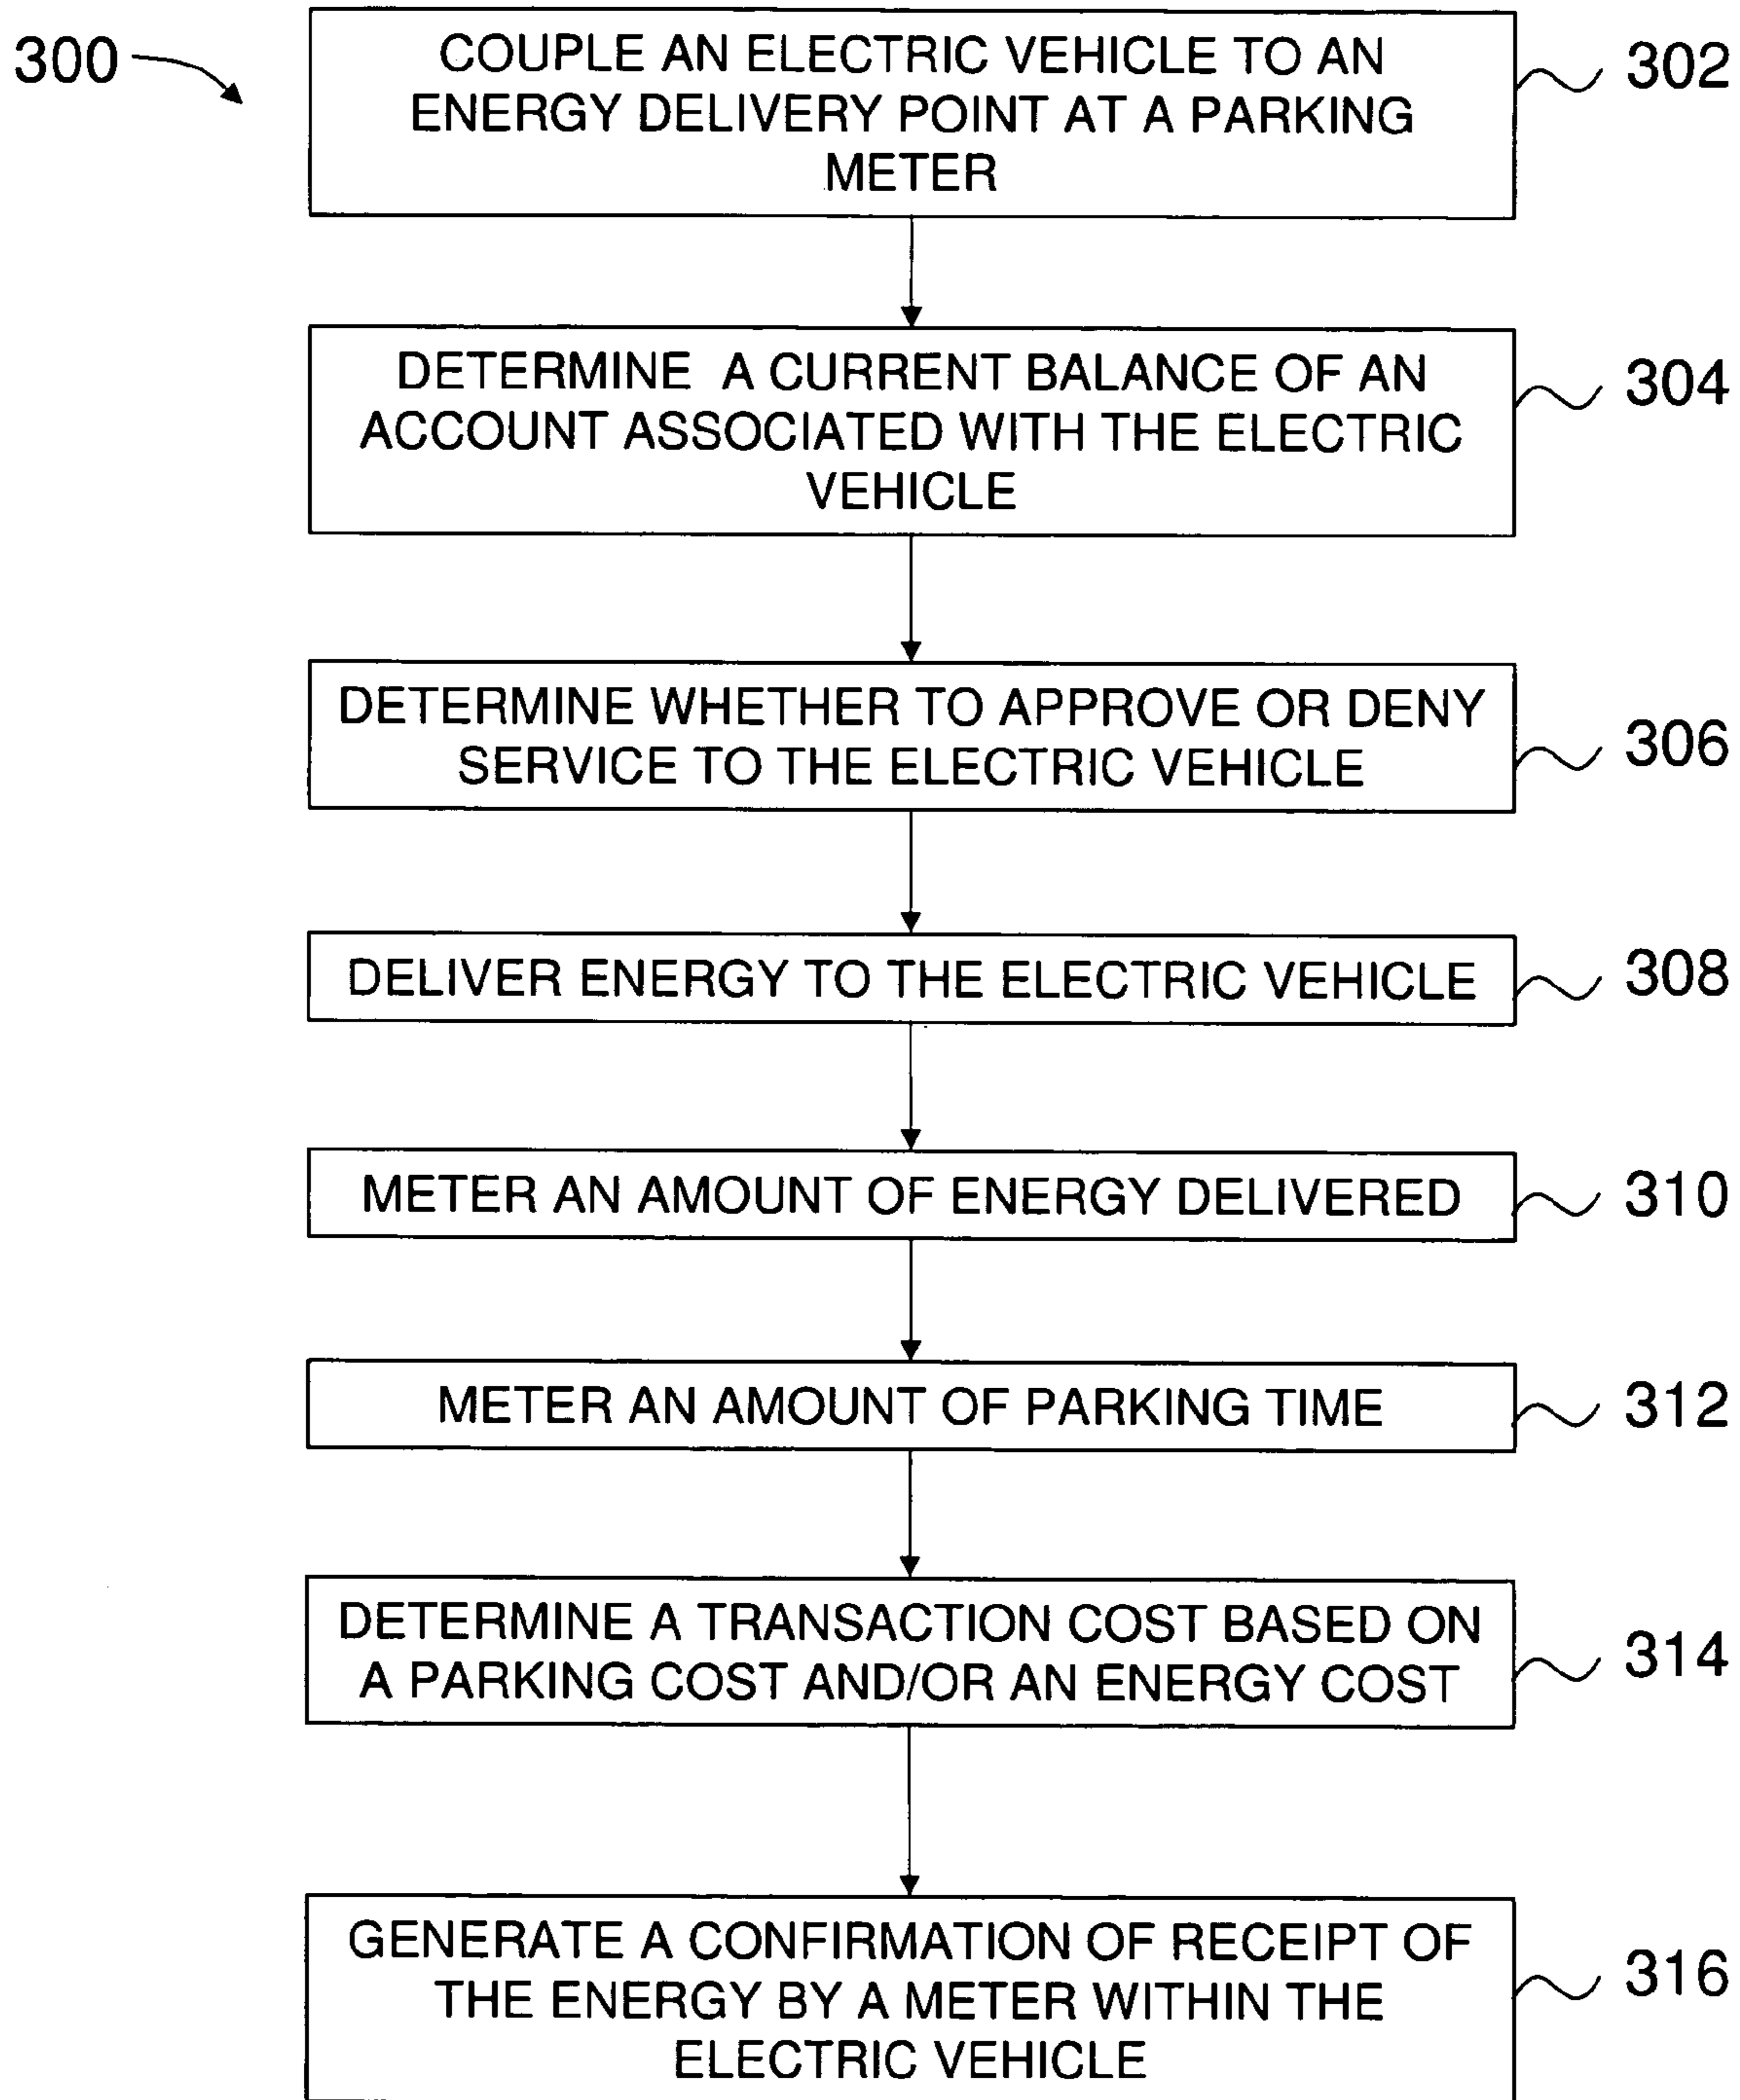 300
COUPLE AN ELECTRIC VEHICLE TO AN
ENERGY DELIVERY POINT AT A PARKING
METER
302
DETERMINE A CURRENT BALANCE OF AN
ACCOUNT ASSOCIATED WITH THE ELECTRIC
VEHICLE
304
DETERMINE WHETHER TO APPROVE OR DENY
SERVICE TO THE ELECTRIC VEHICLE
306
DELIVER ENERGY TO THE ELECTRIC VEHICLE
308
METER AN AMOUNT OF ENERGY DELIVERED
310
METER AN AMOUNT OF PARKING TIME
312
DETERMINE A TRANSACTION COST BASED ON
A PARKING COST AND/OR AN ENERGY COST
314
GENERATE A CONFIRMATION OF RECEIPT OF
THE ENERGY BY A METER WITHIN THE
ELECTRIC VEHICLE
316